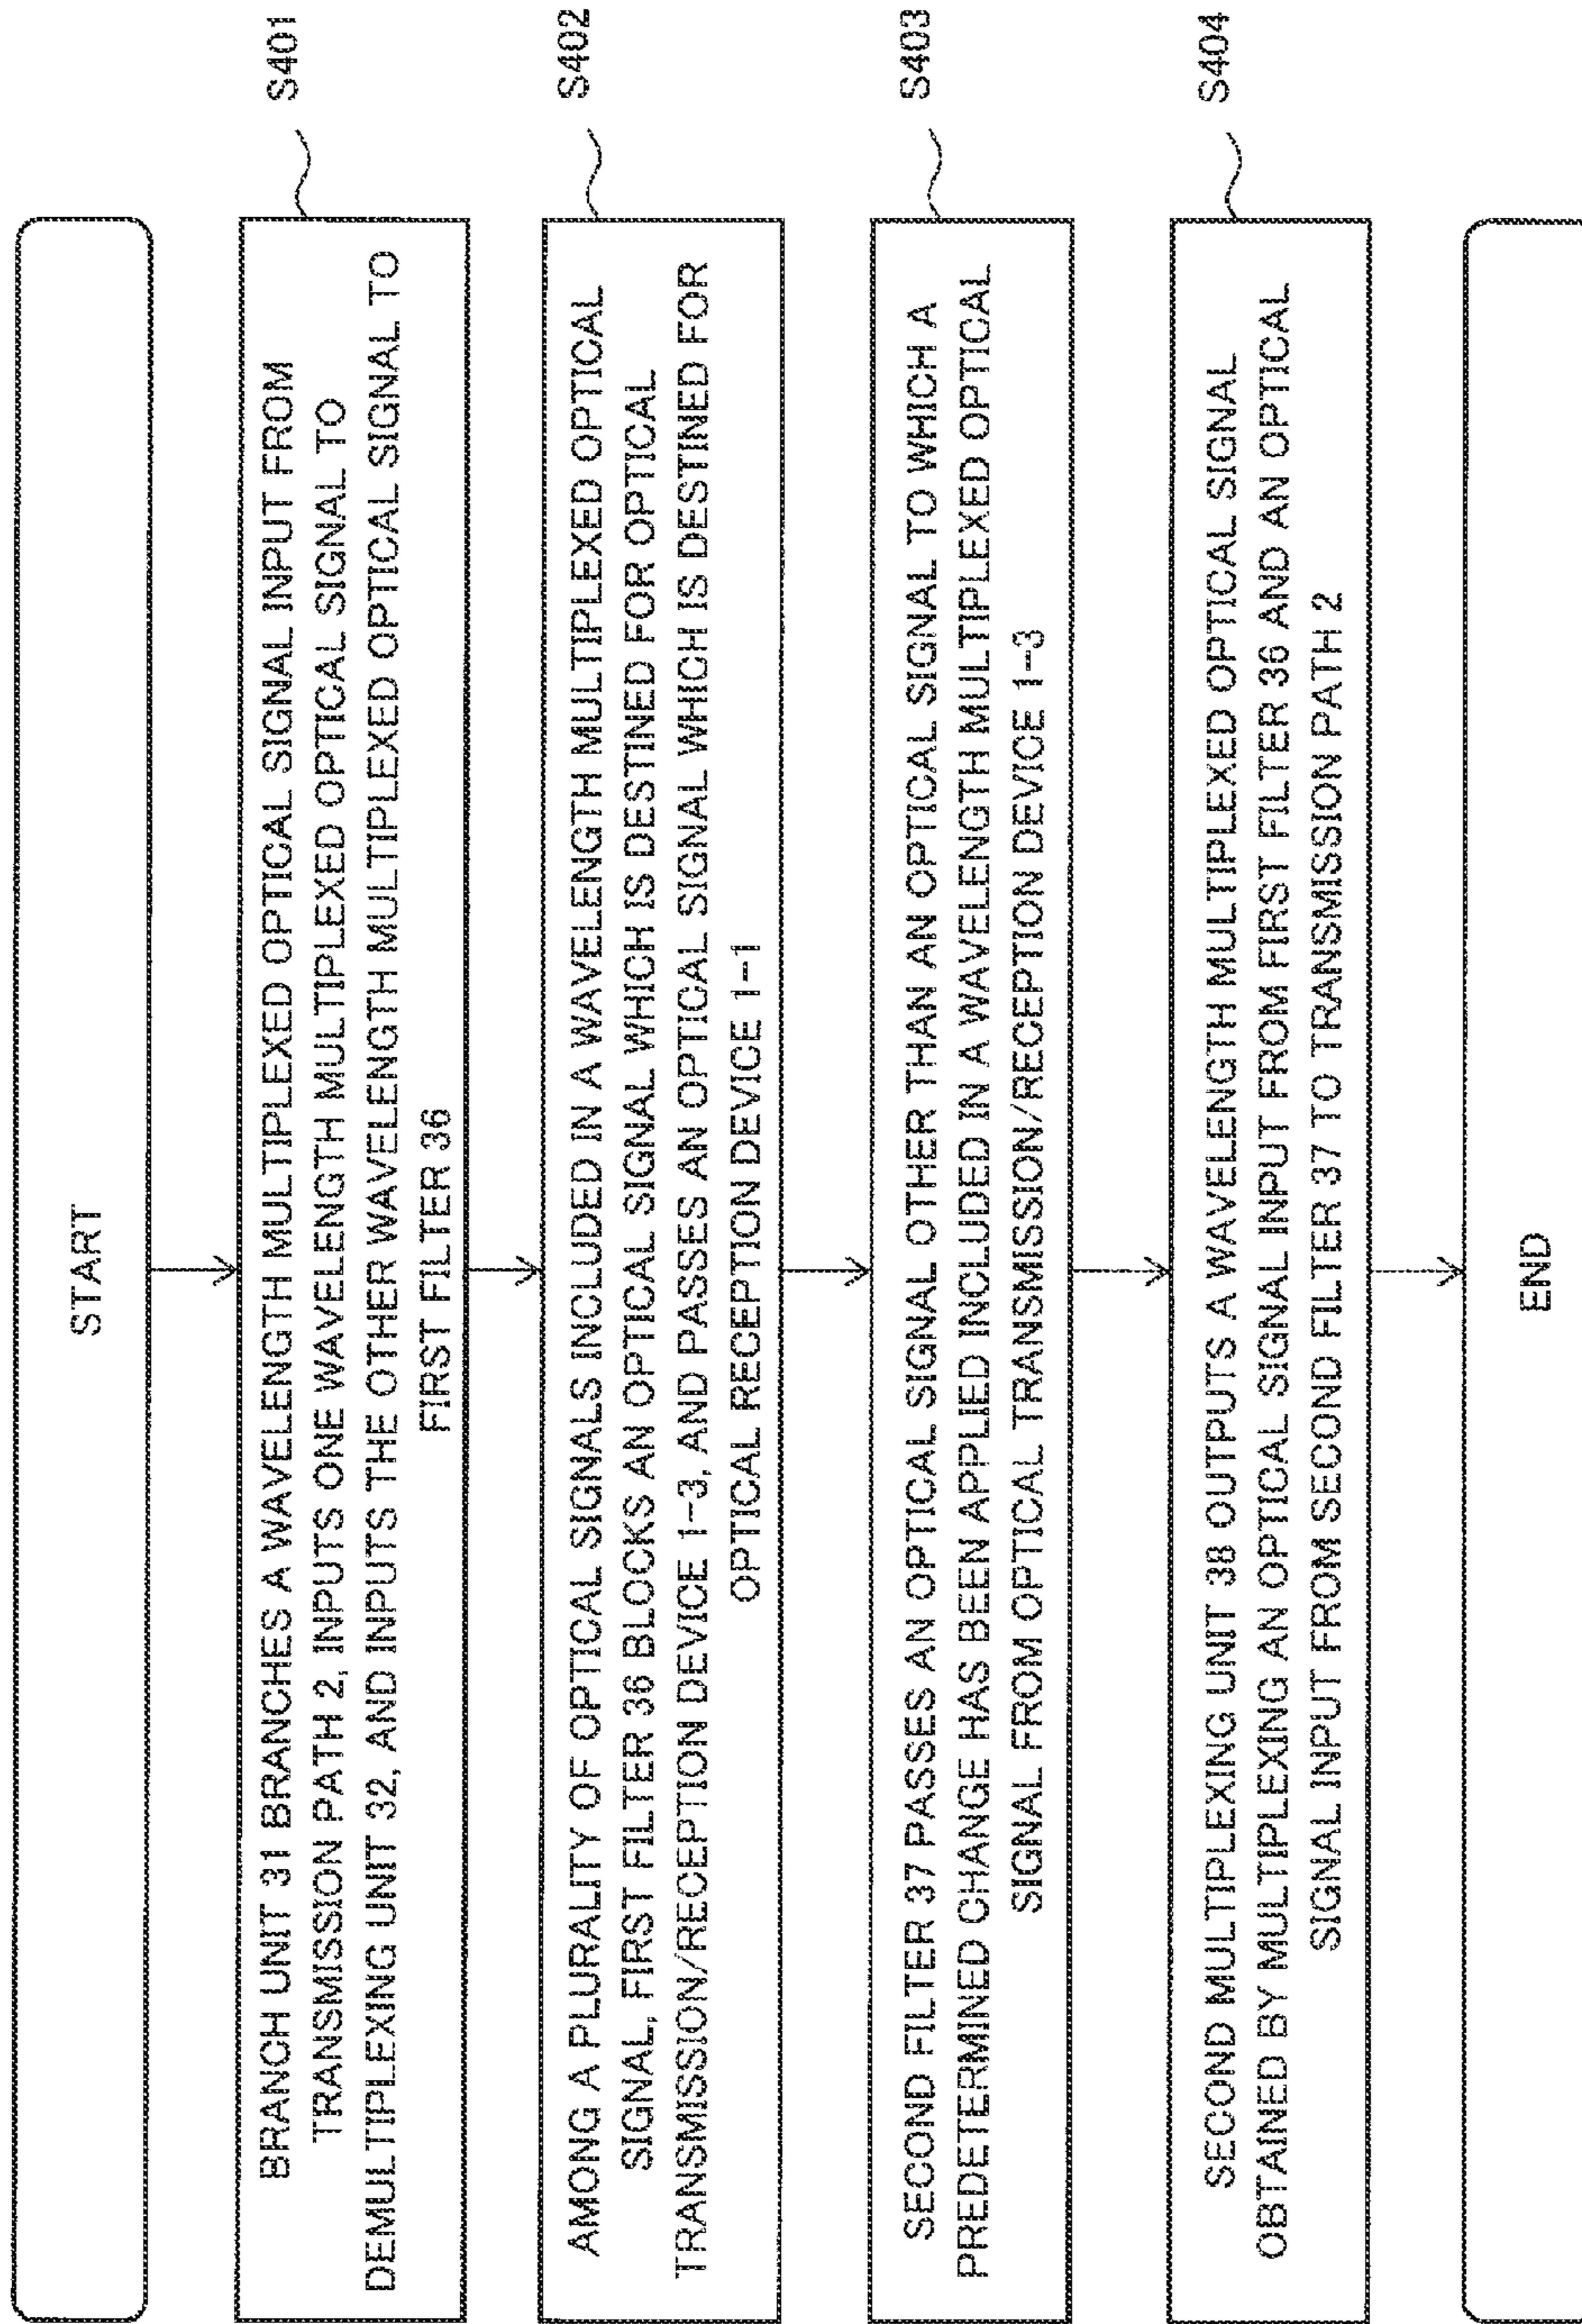 START
S401
BRANCH UNIT 31 BRANCHES A WAVELENGTH MULTIPLEXED OPTICAL SIGNAL INPUT FROM
TRANSMISSION PATH 2, INPUTS ONE WAVELENGTH MULTIPLEXED OPTICAL SIGNAL TO
DEMULTIPLEXING UNIT 32, AND INPUTS THE OTHER WAVELENGTH MULTIPLEXED OPTICAL SIGNAL TO
FIRST FILTER 36
S402
AMONG A PLURALITY OF OPTICAL SIGNALS INCLUDED IN A WAVELENGTH MULTIPLEXED OPTICAL
SIGNAL, FIRST FILTER 36 BLOCKS AN OPTICAL SIGNAL WHICH IS DESTINED FOR OPTICAL
TRANSMISSION/RECEPTION DEVICE 1-3, AND PASSES AN OPTICAL SIGNAL WHICH IS DESTINED FOR
OPTICAL RECEPTION DEVICE 1-1
S403
SECOND FILTER 37 PASSES AN OPTICAL SIGNAL OTHER THAN AN OPTICAL SIGNAL TO WHICH A
PREDETERMINED CHANGE HAS BEEN APPLIED INCLUDED IN A WAVELENGTH MULTIPLEXED OPTICAL
SIGNAL FROM OPTICAL TRANSMISSION/RECEPTION DEVICE 1-3
S404
SECOND MULTIPLEXING UNIT 38 OUTPUTS A WAVELENGTH MULTIPLEXED OPTICAL SIGNAL
OBTAINED BY MULTIPLEXING AN OPTICAL SIGNAL INPUT FROM FIRST FILTER 36 AND AN OPTICAL
SIGNAL INPUT FROM SECOND FILTER 37 TO TRANSMISSION PATH 2
END